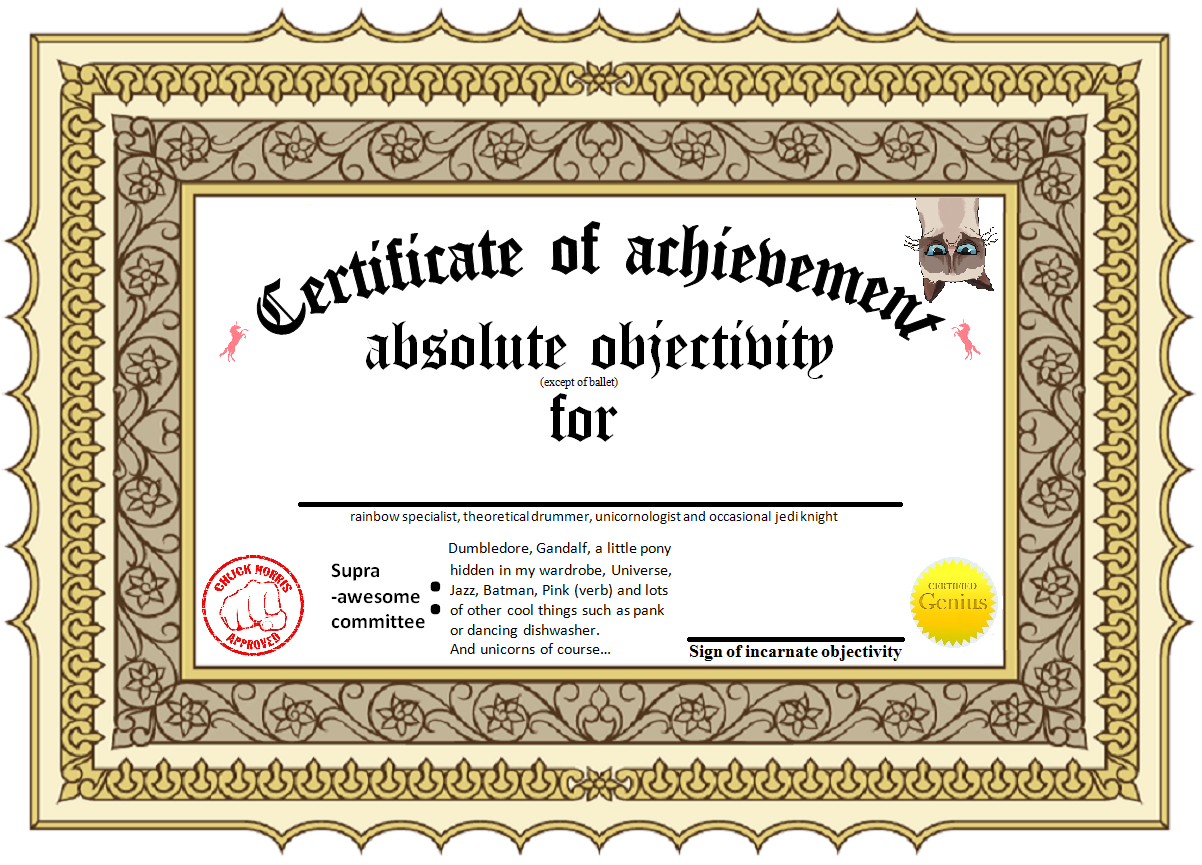 Certificate of achievement
absolute objectivity
(except of ballet)
for
rainbow specialist, theoretical drummer, unicornologist and occasional jedi knight
CHUCK NORRIS
APPROVED
Supra
-awesome
committee
:
Dumbledore, Gandalf, a little pony
hidden in my wardrobe, Universe,
Jazz, Batman, Pink (verb) and lots
of other cool things such as pank
or dancing dishwasher.
And unicorns of course...
Sign of incarnate objectivity
CERTIFIED
Genius